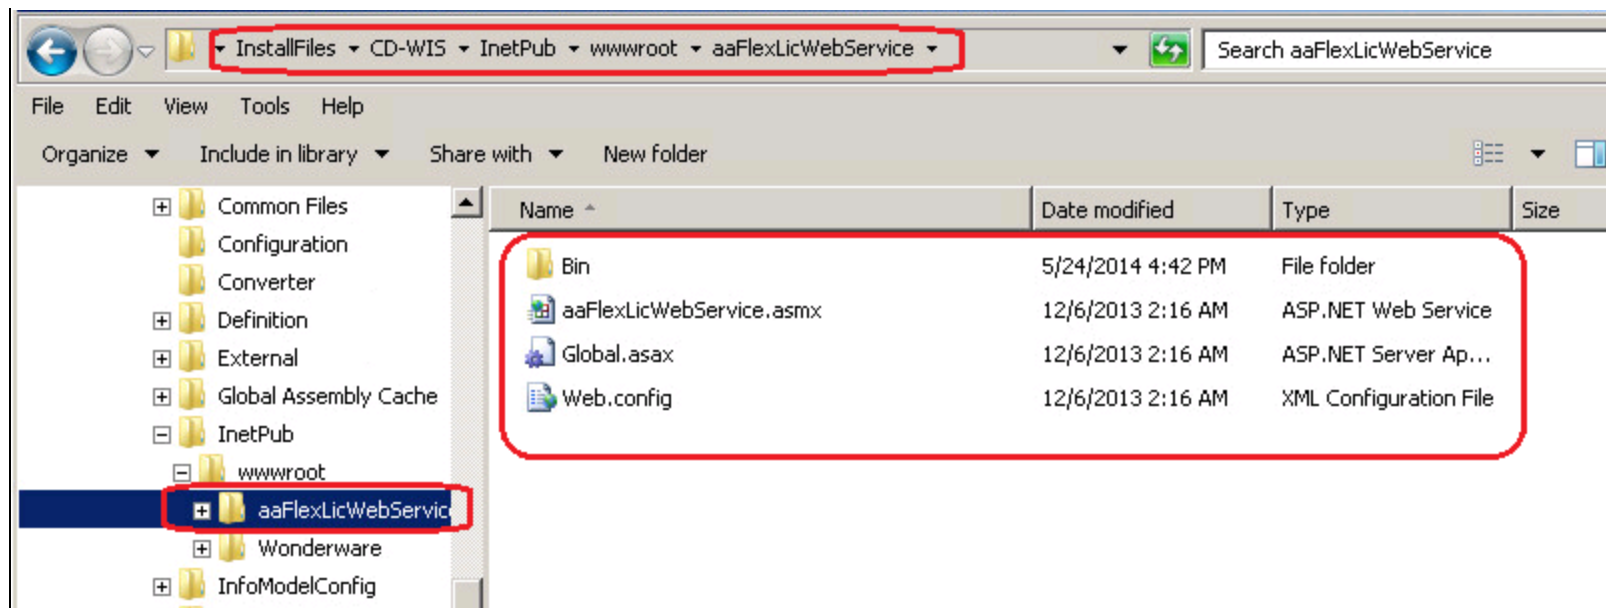 InstallFiles CD-WIS InetPub wwwroot aaFlexLicWebService Search aaFlexLicWebService
File Edit View Tools Help
Organize Include in library Share with New folder
Common Files
Configuration
Converter
Definition
External
Global Assembly Cache
InetPub
wwwroot
aaFlexLicWebServic
Wonderware
InfoModelConfig
Name Date modified Type Size
Bin 5/24/2014 4:42 PM File folder
aaFlexLicWebService.asmx 12/6/2013 2:16 AM ASP.NET Web Service
Global.asax 12/6/2013 2:16 AM ASP.NET Server Ap...
Web.config 12/6/2013 2:16 AM XML Configuration File